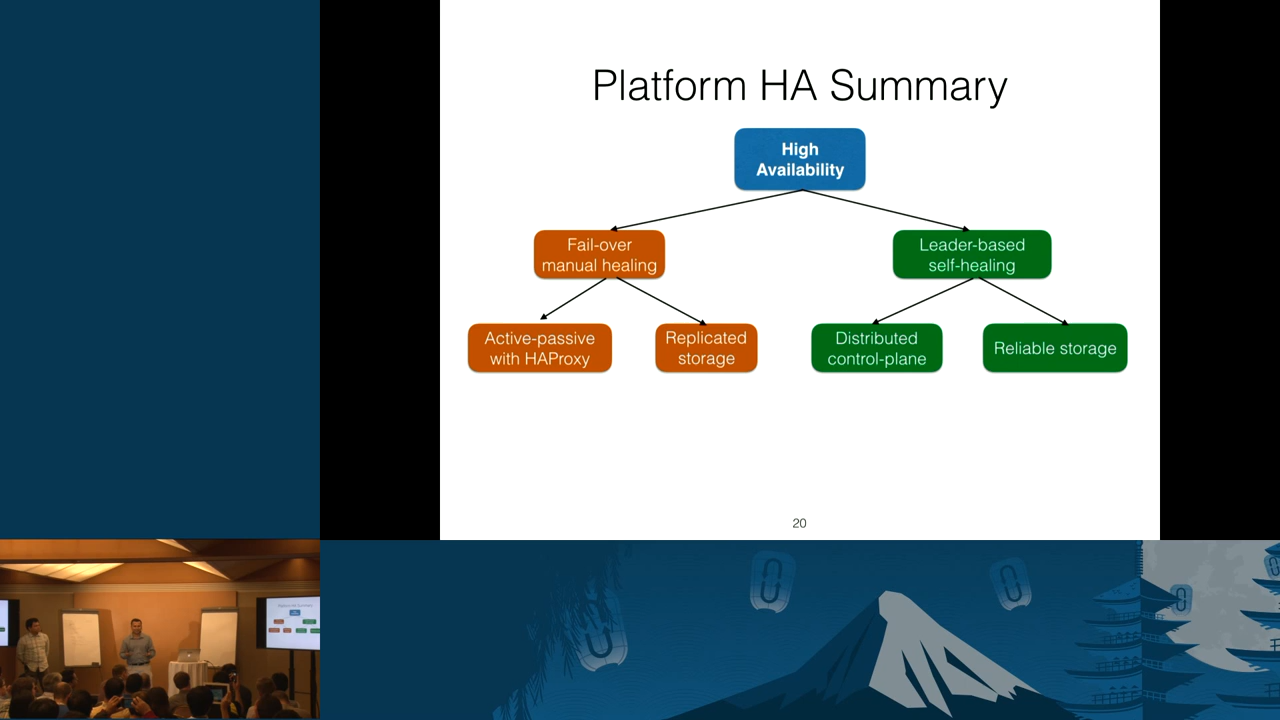 Platform HA Summary
High
Availability
Fail-over
manual healing
Leader-based
self-healing
Active-passive
with HAProxy
Replicated
storage
Distributed
control-plane
Reliable storage
20